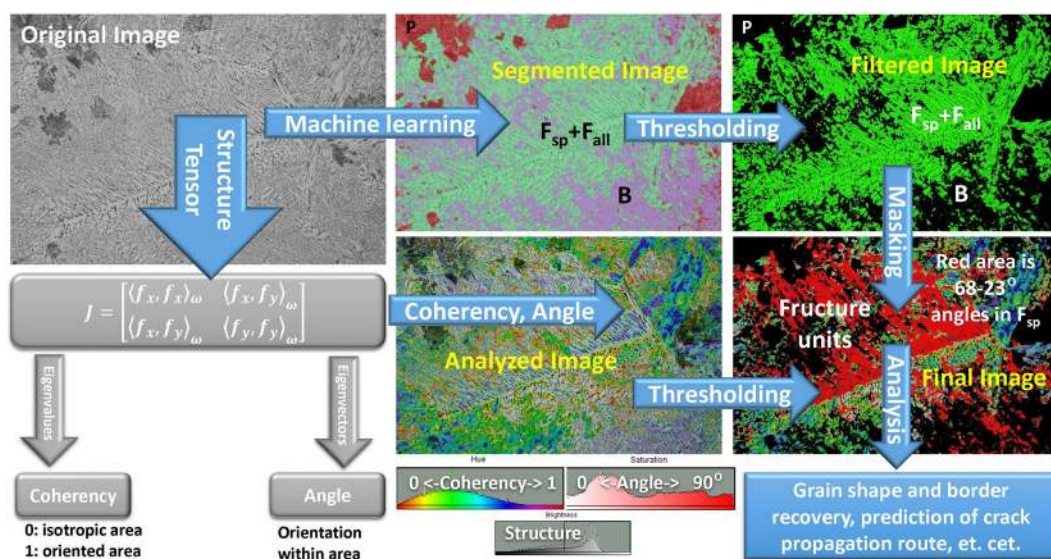 Original Image
Structure
Tensor
Machine learning
P
Segmented Image
F_sp+F_all
B
Thresholding
P
Filtered Image
F_sp+F_all
B
Masking
J = [⟨f_x, f_x⟩_ω ⟨f_x, f_y⟩_ω
⟨f_x, f_y⟩_ω ⟨f_y, f_y⟩_ω]
Coherency, Angle
Analyzed Image
Thresholding
Red area is
68-23°
angles in F_sp
Fructure
units
Final Image
Analysis
Eigenvalues
Eigenvectors
Coherency
0: isotropic area
1: oriented area
Angle
Orientation
within area
Hue
0 <-Coherency-> 1
Saturation
0 <-Angle-> 90°
Brightness
Structure
Grain shape and border
recovery, prediction of crack
propagation route, et. cet.